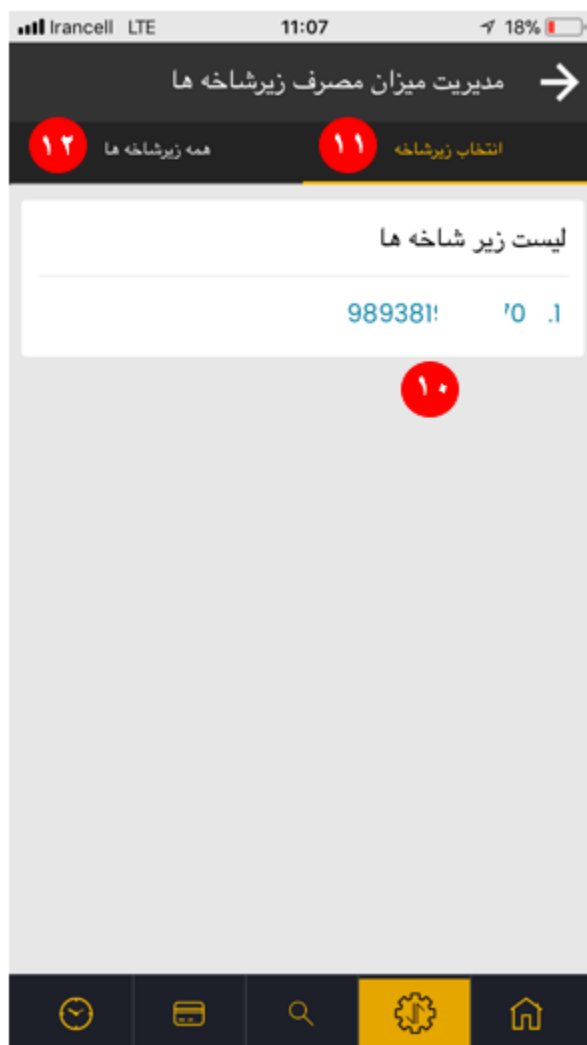 Irancell LTE 11:07 18%
مدیریت میزان مصرف زیرشاخه ها
انتخاب زیرشاخه ۱۱ همه زیرشاخه ها ۱۲
لیست زیر شاخه ها
.1 989381 70
۱۰